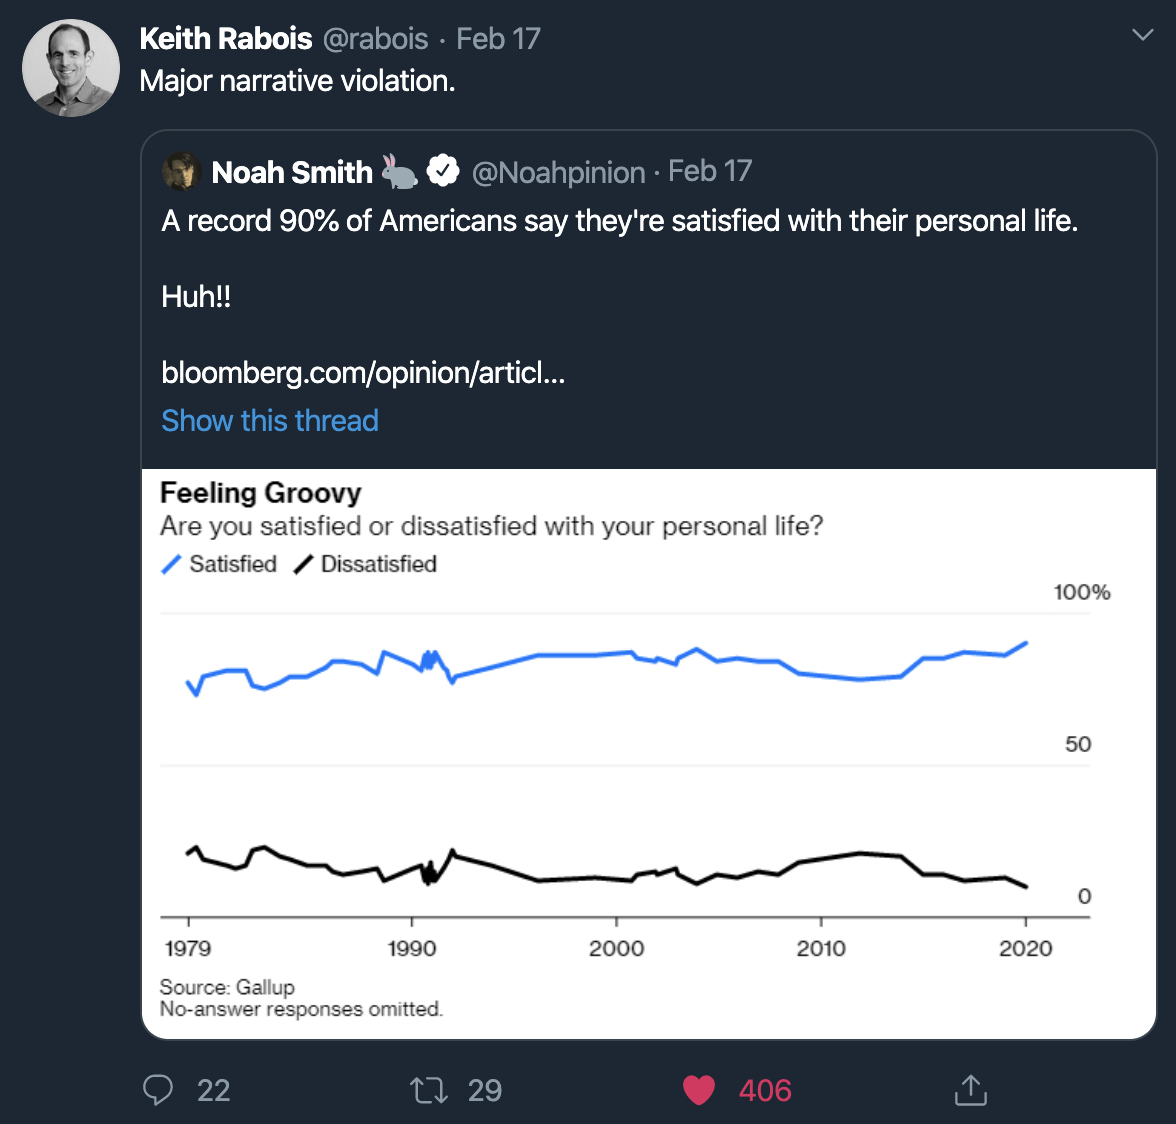 Keith Rabois @rabois · Feb 17
Major narrative violation.
Noah Smith 🐇 @Noahpinion · Feb 17
A record 90% of Americans say they're satisfied with their personal life.
Huh!!
bloomberg.com/opinion/articl...
Show this thread
Feeling Groovy
Are you satisfied or dissatisfied with your personal life?
Satisfied Dissatisfied
100%
50
0
1979 1990 2000 2010 2020
Source: Gallup
No-answer responses omitted.
22 29 406